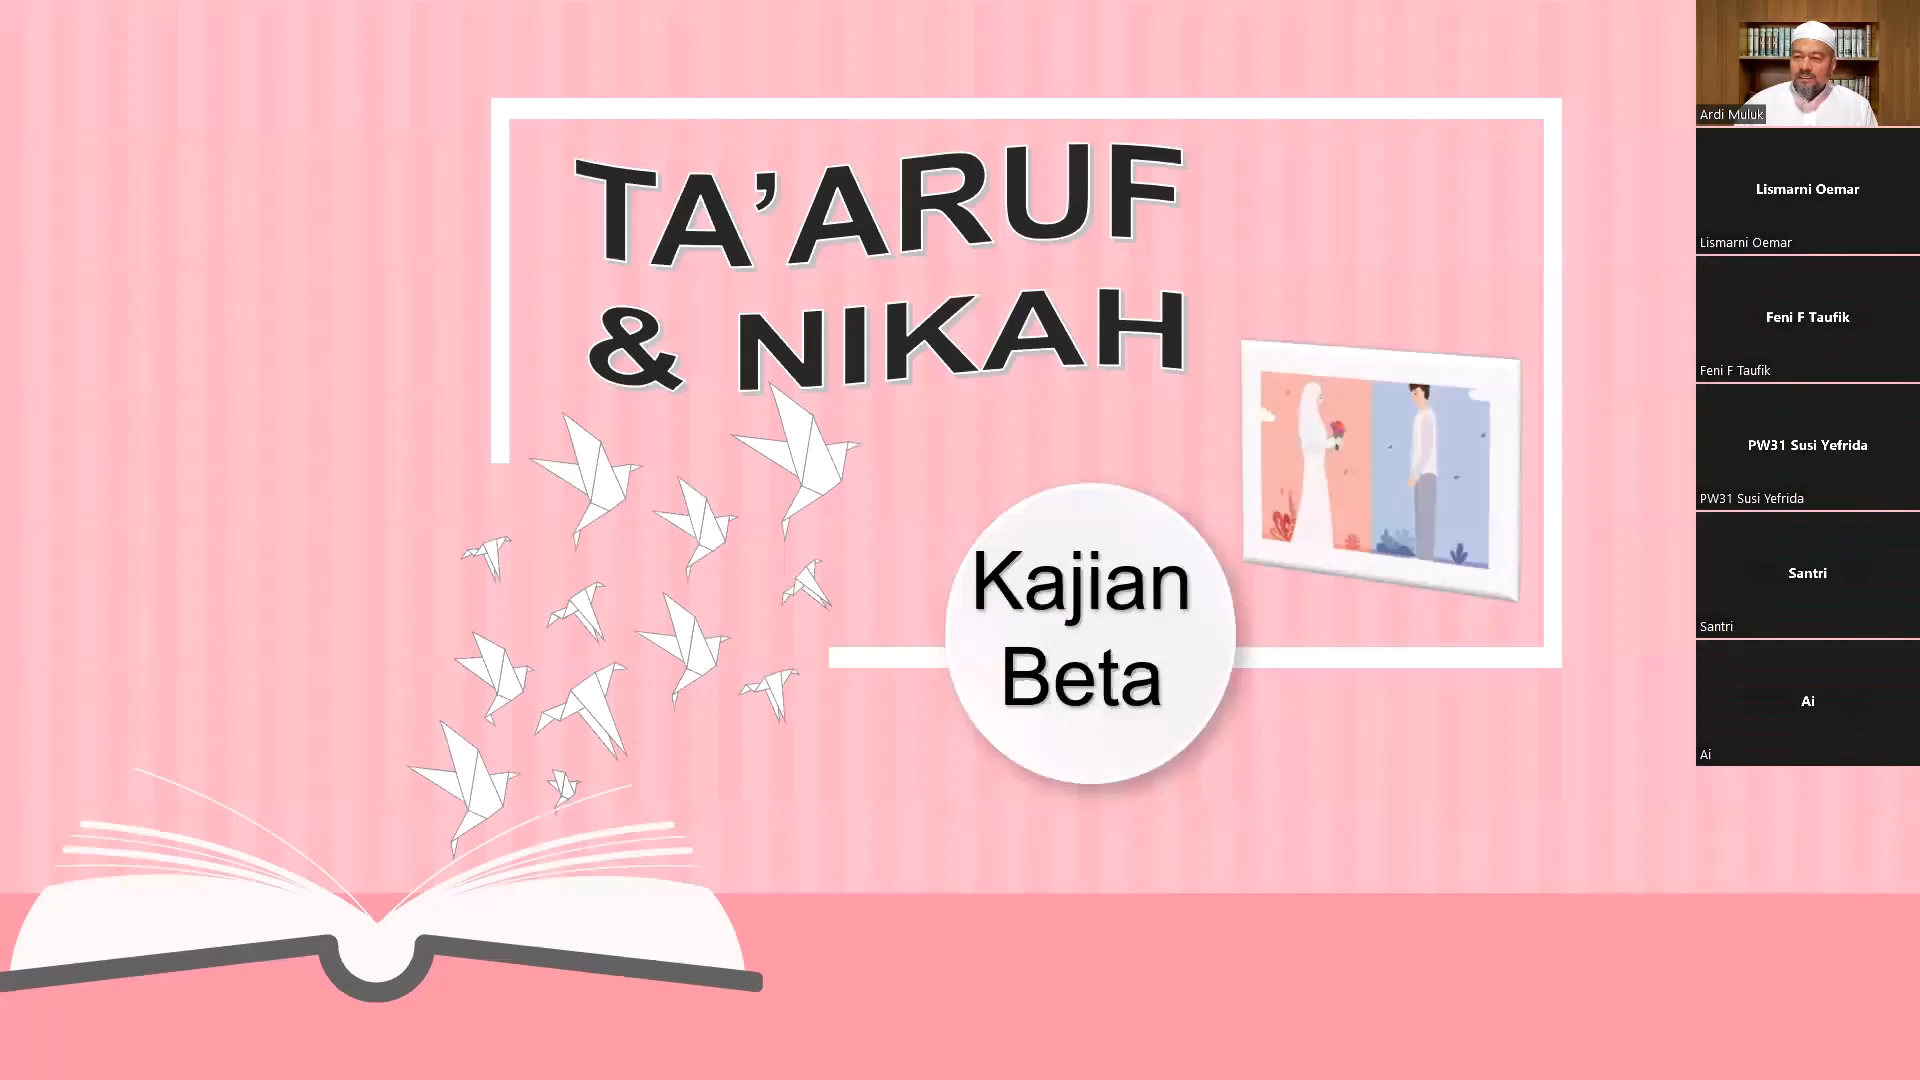 TA’ARUF
& NIKAH
Kajian
Beta
Ardi Muluk
Lismarni Oemar
Lismarni Oemar
Feni F Taufik
Feni F Taufik
PW31 Susi Yefrida
PW31 Susi Yefrida
Santri
Santri
Ai
Ai